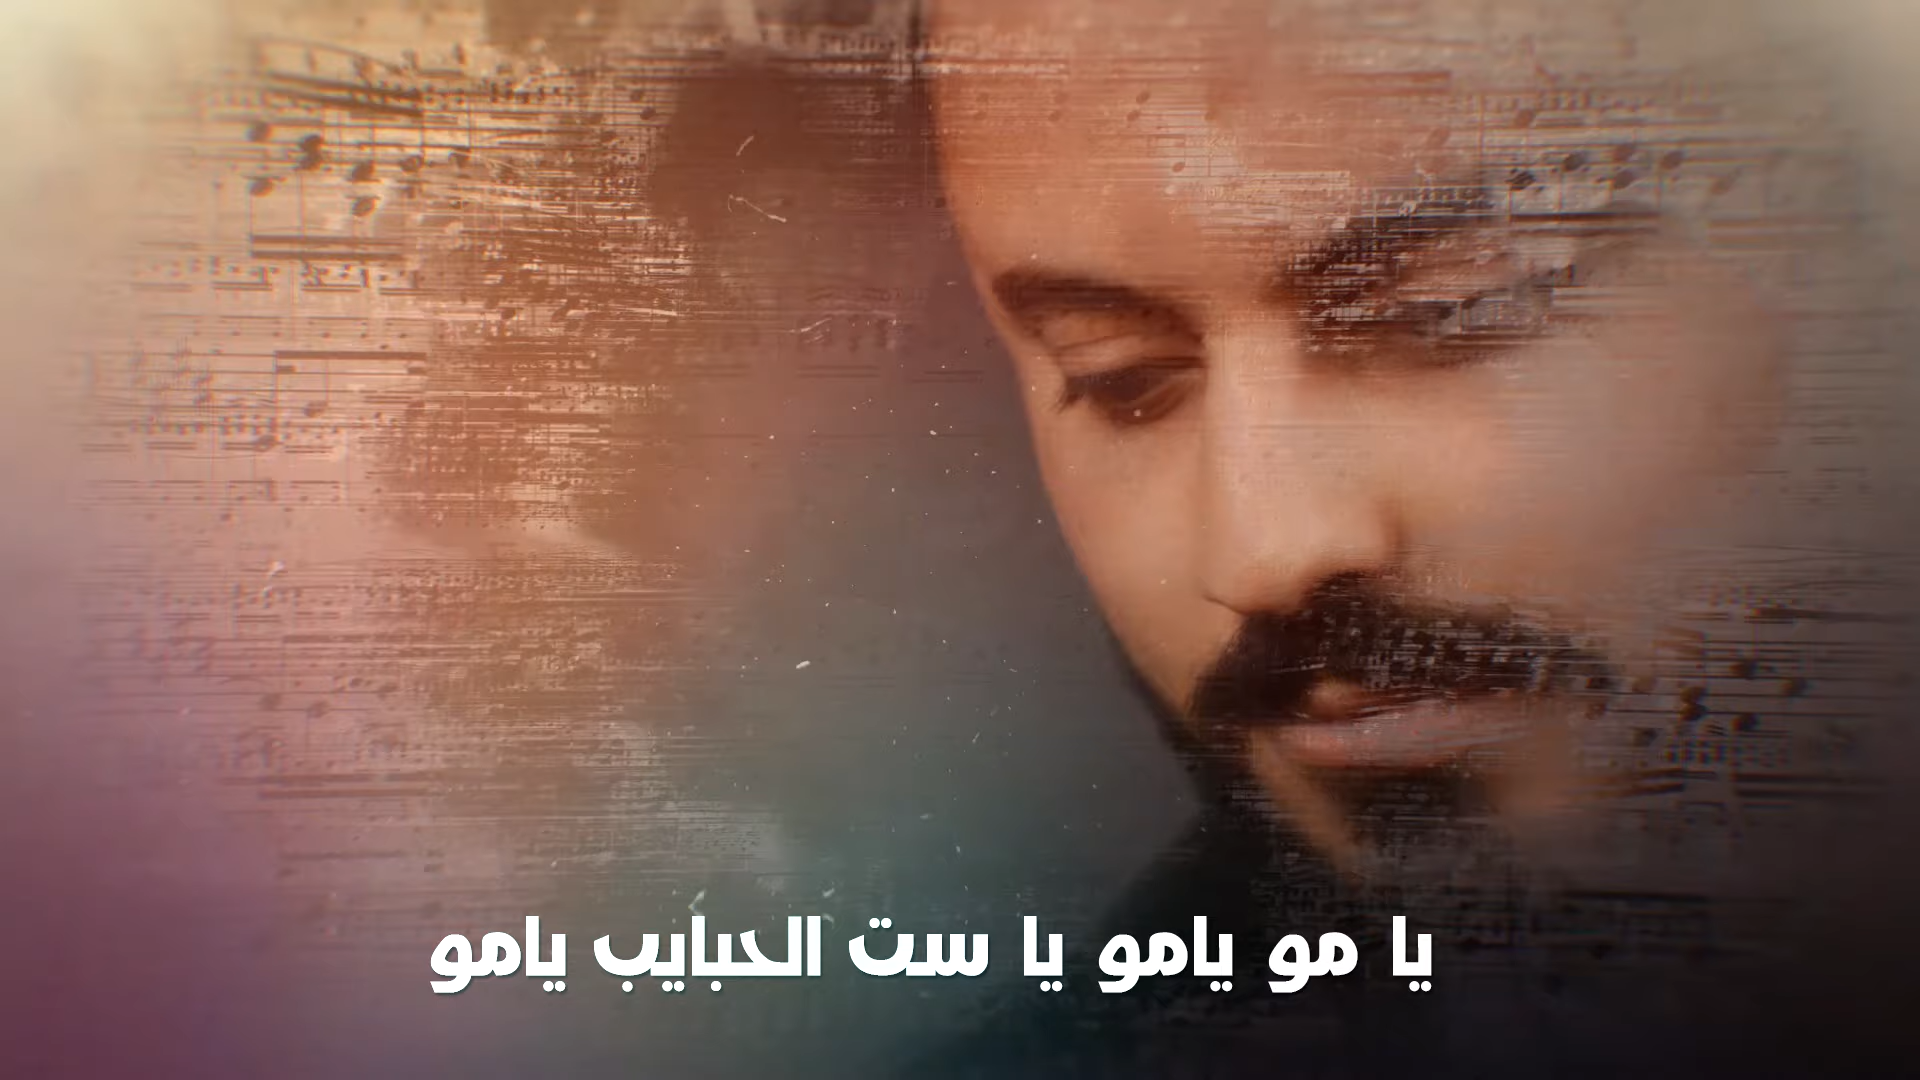 يا مو يامو يا ست الحبايب يامو